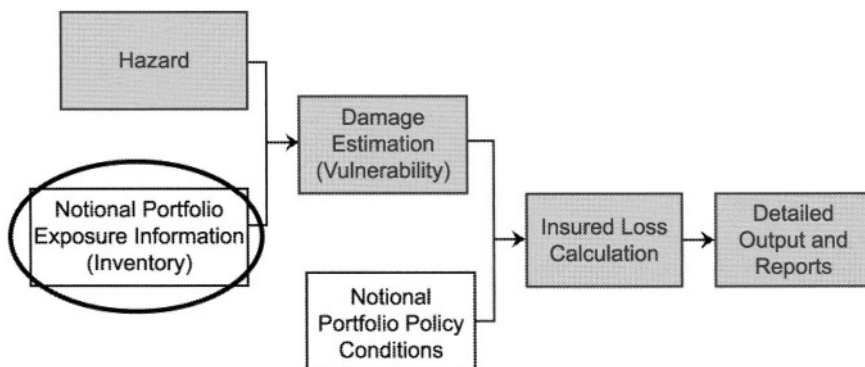 Hazard
Damage
Estimation
(Vulnerability)
Notional Portfolio
Exposure Information
(Inventory)
Insured Loss
Calculation
Detailed
Output and
Reports
Notional
Portfolio Policy
Conditions